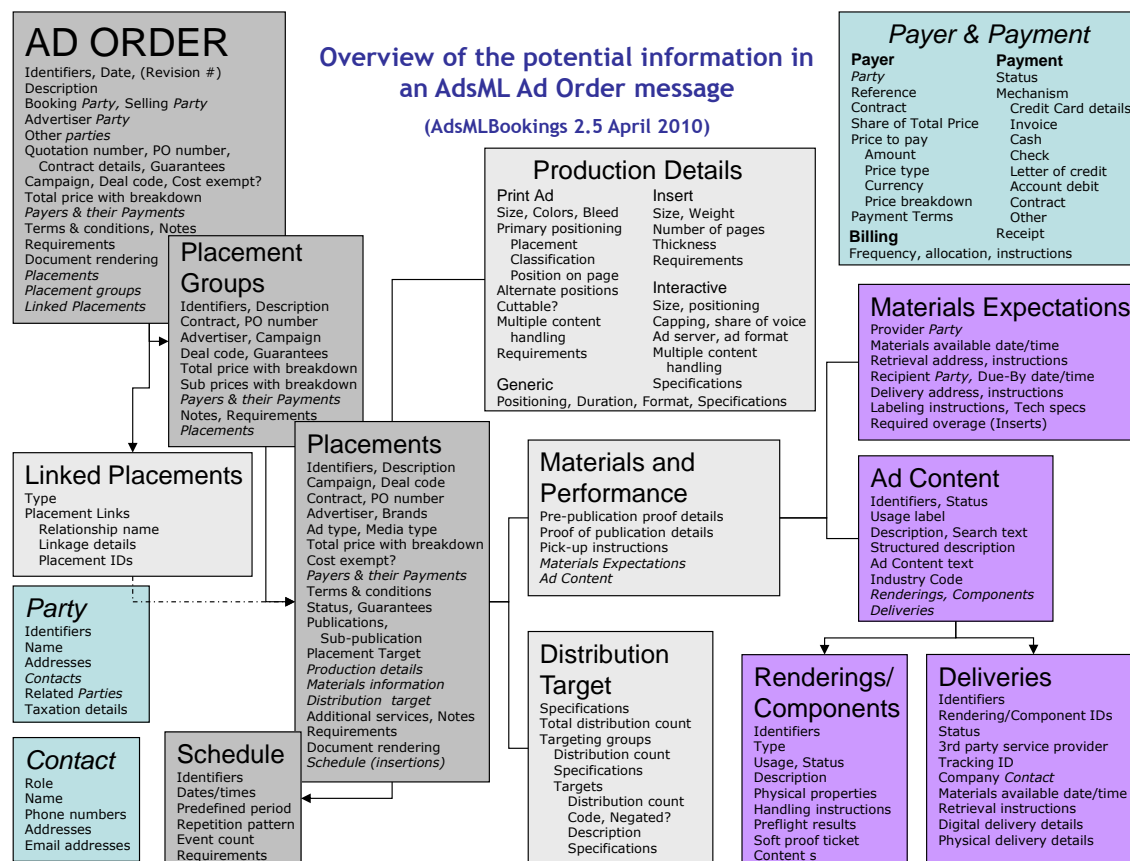 AD ORDER
Identifiers, Date, (Revision #)
Description
Booking Party, Selling Party
Advertiser Party
Other parties
Quotation number, PO number,
Contract details, Guarantees
Campaign, Deal code, Cost exempt?
Total price with breakdown
Payers & their Payments
Terms & conditions, Notes
Requirements
Document rendering
Placements
Placement groups
Linked Placements
Overview of the potential information in
an AdsML Ad Order message
(AdsMLBookings 2.5 April 2010)
Payer & Payment
Payer
Party
Reference
Contract
Share of Total Price
Price to pay
Amount
Price type
Currency
Price breakdown
Payment Terms
Payment
Status
Mechanism
Credit Card details
Invoice
Cash
Check
Letter of credit
Account debit
Contract
Other
Receipt
Billing
Frequency, allocation, instructions
Placement
Groups
Identifiers, Description
Contract, PO number
Advertiser, Campaign
Deal code, Guarantees
Total price with breakdown
Sub prices with breakdown
Payers & their Payments
Notes, Requirements
Placements
Production Details
Print Ad
Size, Colors, Bleed
Primary positioning
Placement
Classification
Position on page
Alternate positions
Cuttable?
Multiple content
handling
Requirements
Insert
Size, Weight
Number of pages
Thickness
Requirements
Interactive
Size, positioning
Capping, share of voice
Ad server, ad format
Multiple content
handling
Specifications
Generic
Positioning, Duration, Format, Specifications
Materials Expectations
Provider Party
Materials available date/time
Retrieval address, instructions
Recipient Party, Due-By date/time
Delivery address, instructions
Labeling instructions, Tech specs
Required overage (Inserts)
Linked Placements
Type
Placement Links
Relationship name
Linkage details
Placement IDs
Placements
Identifiers, Description
Campaign, Deal code
Contract, PO number
Advertiser, Brands
Ad type, Media type
Total price with breakdown
Cost exempt?
Payers & their Payments
Terms & conditions
Status, Guarantees
Publications,
Sub-publication
Placement Target
Production details
Materials information
Distribution target
Additional services, Notes
Requirements
Document rendering
Schedule (insertions)
Materials and
Performance
Pre-publication proof details
Proof of publication details
Pick-up instructions
Materials Expectations
Ad Content
Ad Content
Identifiers, Status
Usage label
Description, Search text
Structured description
Ad Content text
Industry Code
Renderings, Components
Deliveries
Party
Identifiers
Name
Addresses
Contacts
Related Parties
Taxation details
Distribution
Target
Specifications
Total distribution count
Targeting groups
Distribution count
Specifications
Targets
Distribution count
Code, Negated?
Description
Specifications
Renderings/
Components
Identifiers
Type
Usage, Status
Description
Physical properties
Handling instructions
Preflight results
Soft proof ticket
Content s
Deliveries
Identifiers
Rendering/Component IDs
Status
3rd party service provider
Tracking ID
Company Contact
Materials available date/time
Retrieval instructions
Digital delivery details
Physical delivery details
Contact
Role
Name
Phone numbers
Addresses
Email addresses
Schedule
Identifiers
Dates/times
Predefined period
Repetition pattern
Event count
Requirements